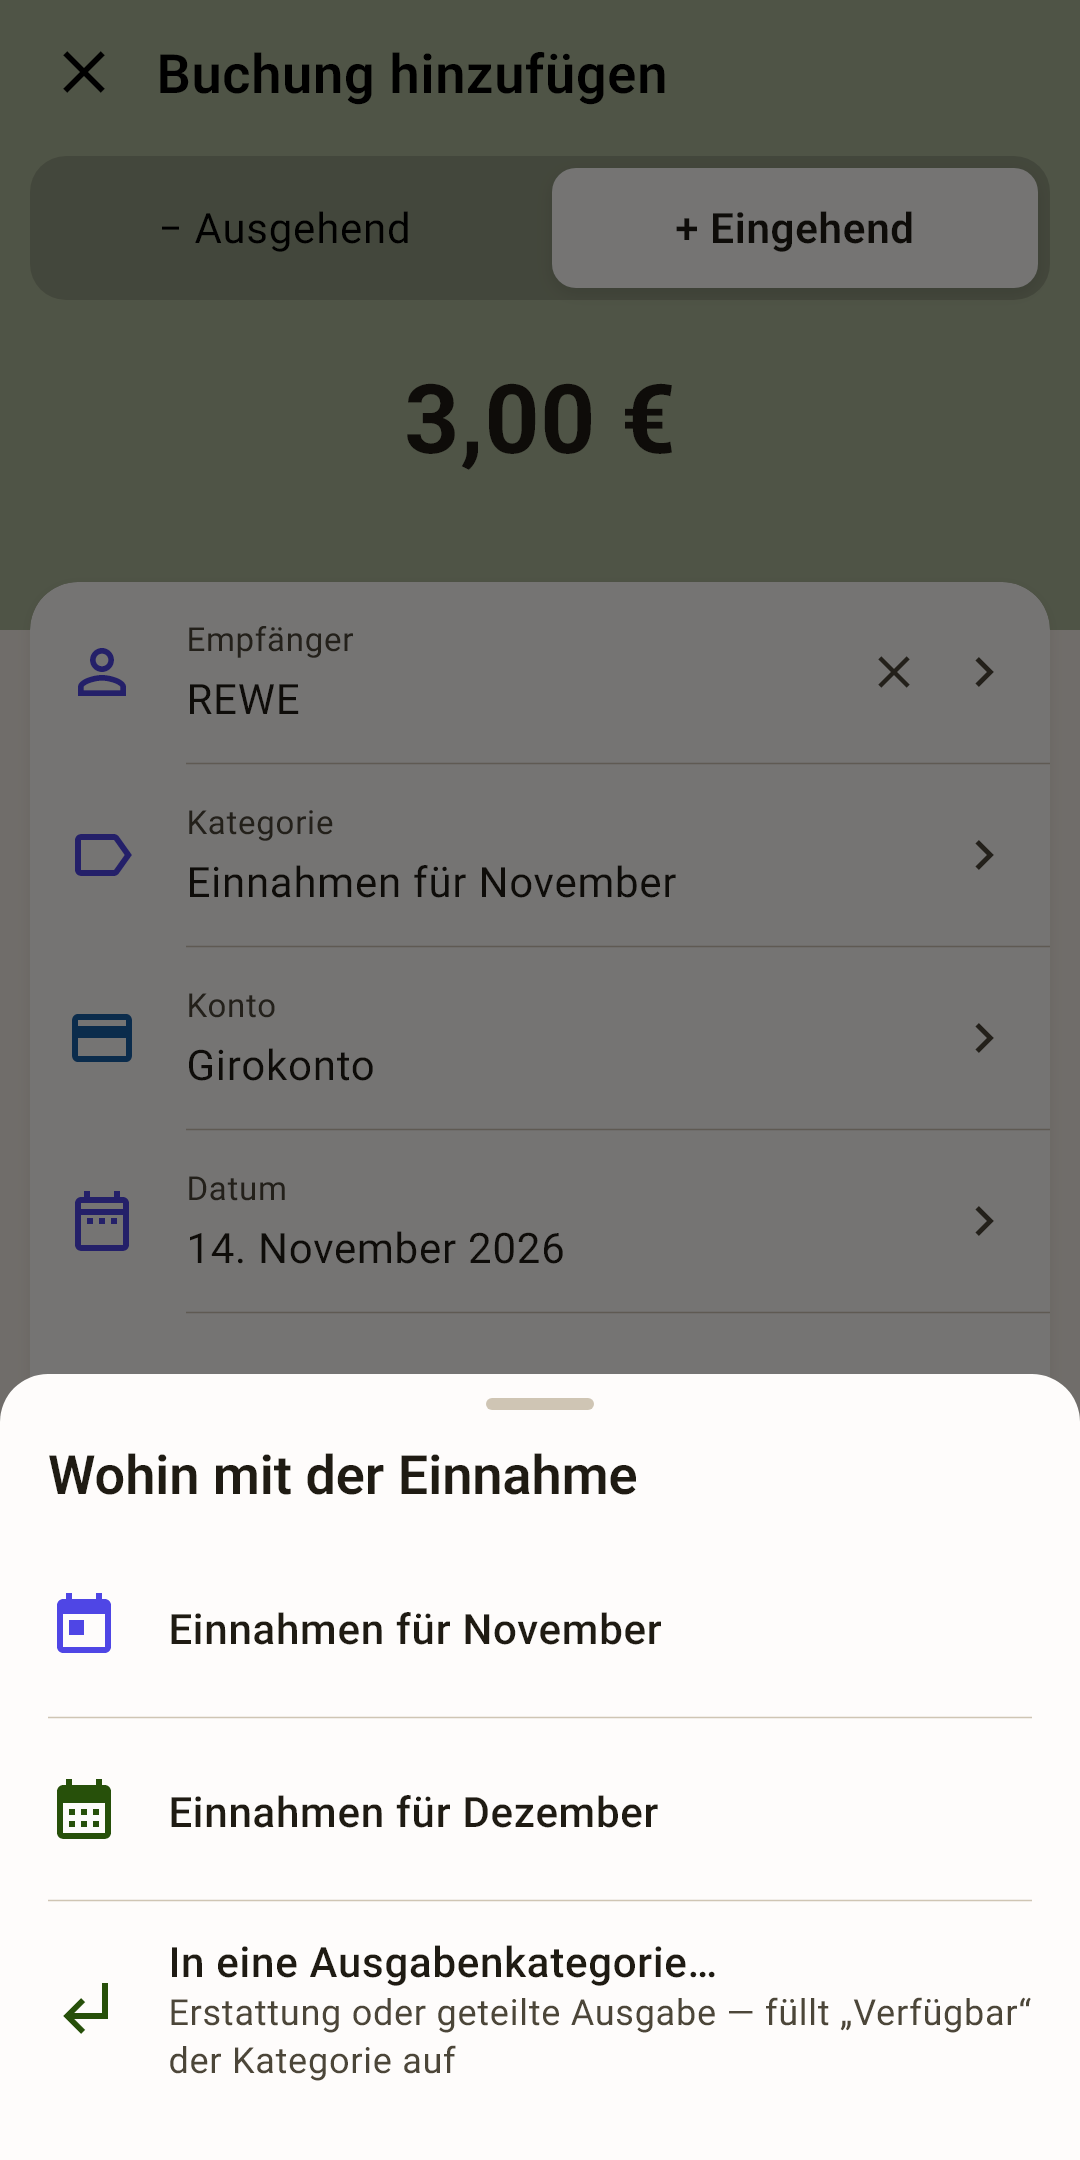 Buchung hinzufügen
− Ausgehend
+ Eingehend
3,00 €
Empfänger
REWE
Kategorie
Einnahmen für November
Konto
Girokonto
Datum
14. November 2026
Wohin mit der Einnahme
Einnahmen für November
Einnahmen für Dezember
In eine Ausgabenkategorie…
Erstattung oder geteilte Ausgabe — füllt „Verfügbar“
der Kategorie auf